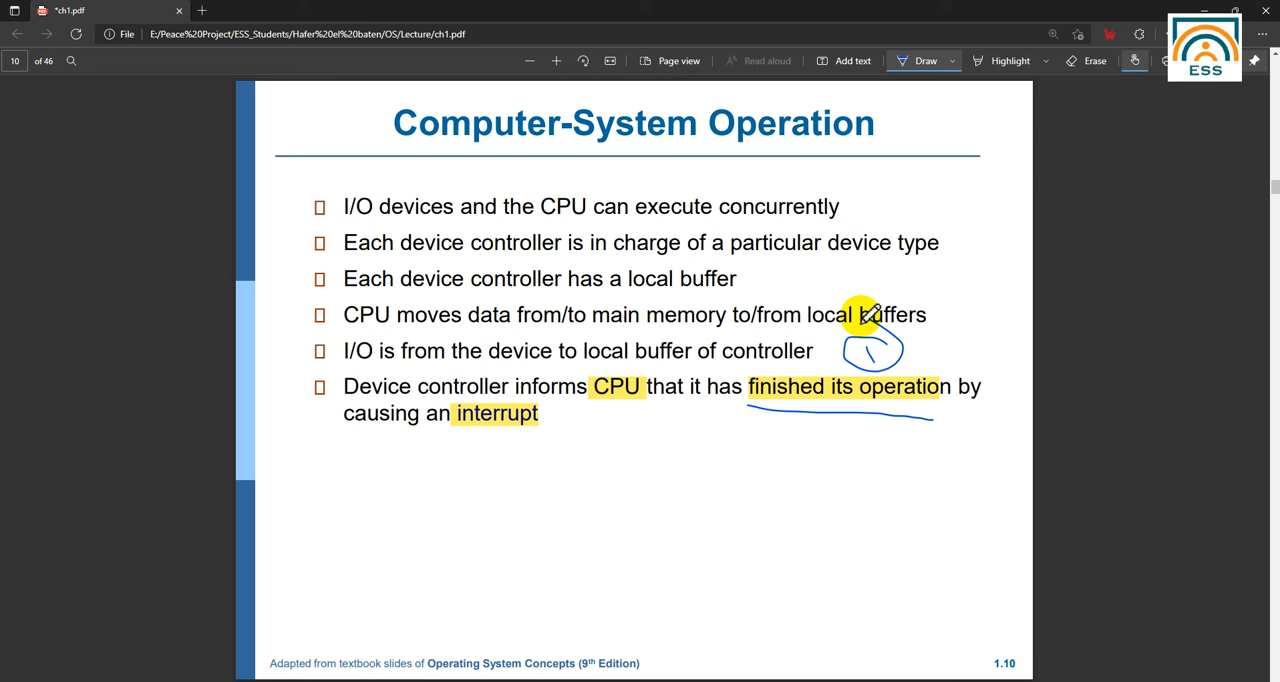 *ch1.pdf
File E:/Peace%20Project/ESS_Students/Hafer%20el%20baten/OS/Lecture/ch1.pdf
10 of 46 Page view Read aloud Add text Draw Highlight Erase
ESS
Computer-System Operation
I/O devices and the CPU can execute concurrently
Each device controller is in charge of a particular device type
Each device controller has a local buffer
CPU moves data from/to main memory to/from local buffers
I/O is from the device to local buffer of controller
1
Device controller informs CPU that it has finished its operation by
causing an interrupt
Adapted from textbook slides of Operating System Concepts (9th Edition) 1.10